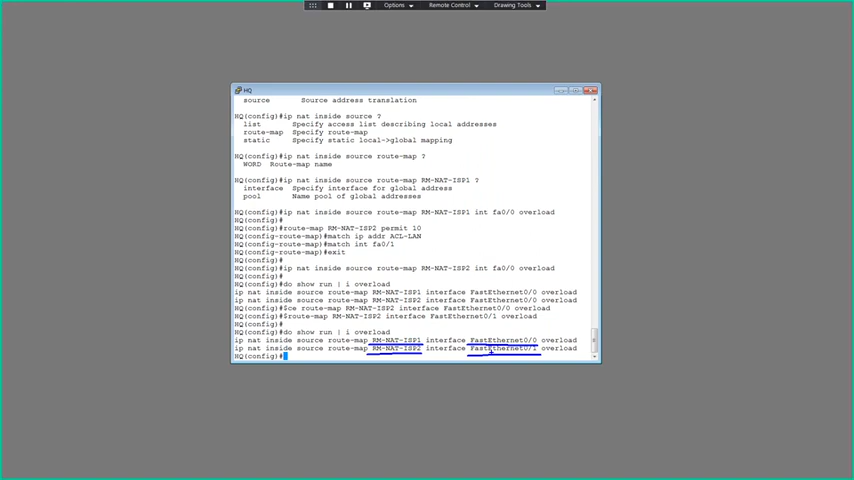 Options
Remote Control
Drawing Tools
HQ
source Source address translation
HQ(config)#ip nat inside source ?
list Specify access list describing local addresses
route-map Specify route-map
static Specify static local->global mapping
HQ(config)#ip nat inside source route-map ?
WORD Route-map name
HQ(config)#ip nat inside source route-map RM-NAT-ISP1 ?
interface Specify interface for global address
pool Name pool of global addresses
HQ(config)#ip nat inside source route-map RM-NAT-ISP1 int fa0/0 overload
HQ(config)#
HQ(config)#route-map RM-NAT-ISP2 permit 10
HQ(config-route-map)#match ip addr ACL-LAN
HQ(config-route-map)#match int fa0/1
HQ(config-route-map)#exit
HQ(config)#
HQ(config)#ip nat inside source route-map RM-NAT-ISP2 int fa0/0 overload
HQ(config)#
HQ(config)#do show run | i overload
ip nat inside source route-map RM-NAT-ISP1 interface FastEthernet0/0 overload
ip nat inside source route-map RM-NAT-ISP2 interface FastEthernet0/0 overload
HQ(config)#$ce route-map RM-NAT-ISP2 interface FastEthernet0/0 overload
HQ(config)#$route-map RM-NAT-ISP2 interface FastEthernet0/1 overload
HQ(config)#
HQ(config)#do show run | i overload
ip nat inside source route-map RM-NAT-ISP1 interface FastEthernet0/0 overload
ip nat inside source route-map RM-NAT-ISP2 interface FastEthernet0/1 overload
HQ(config)#